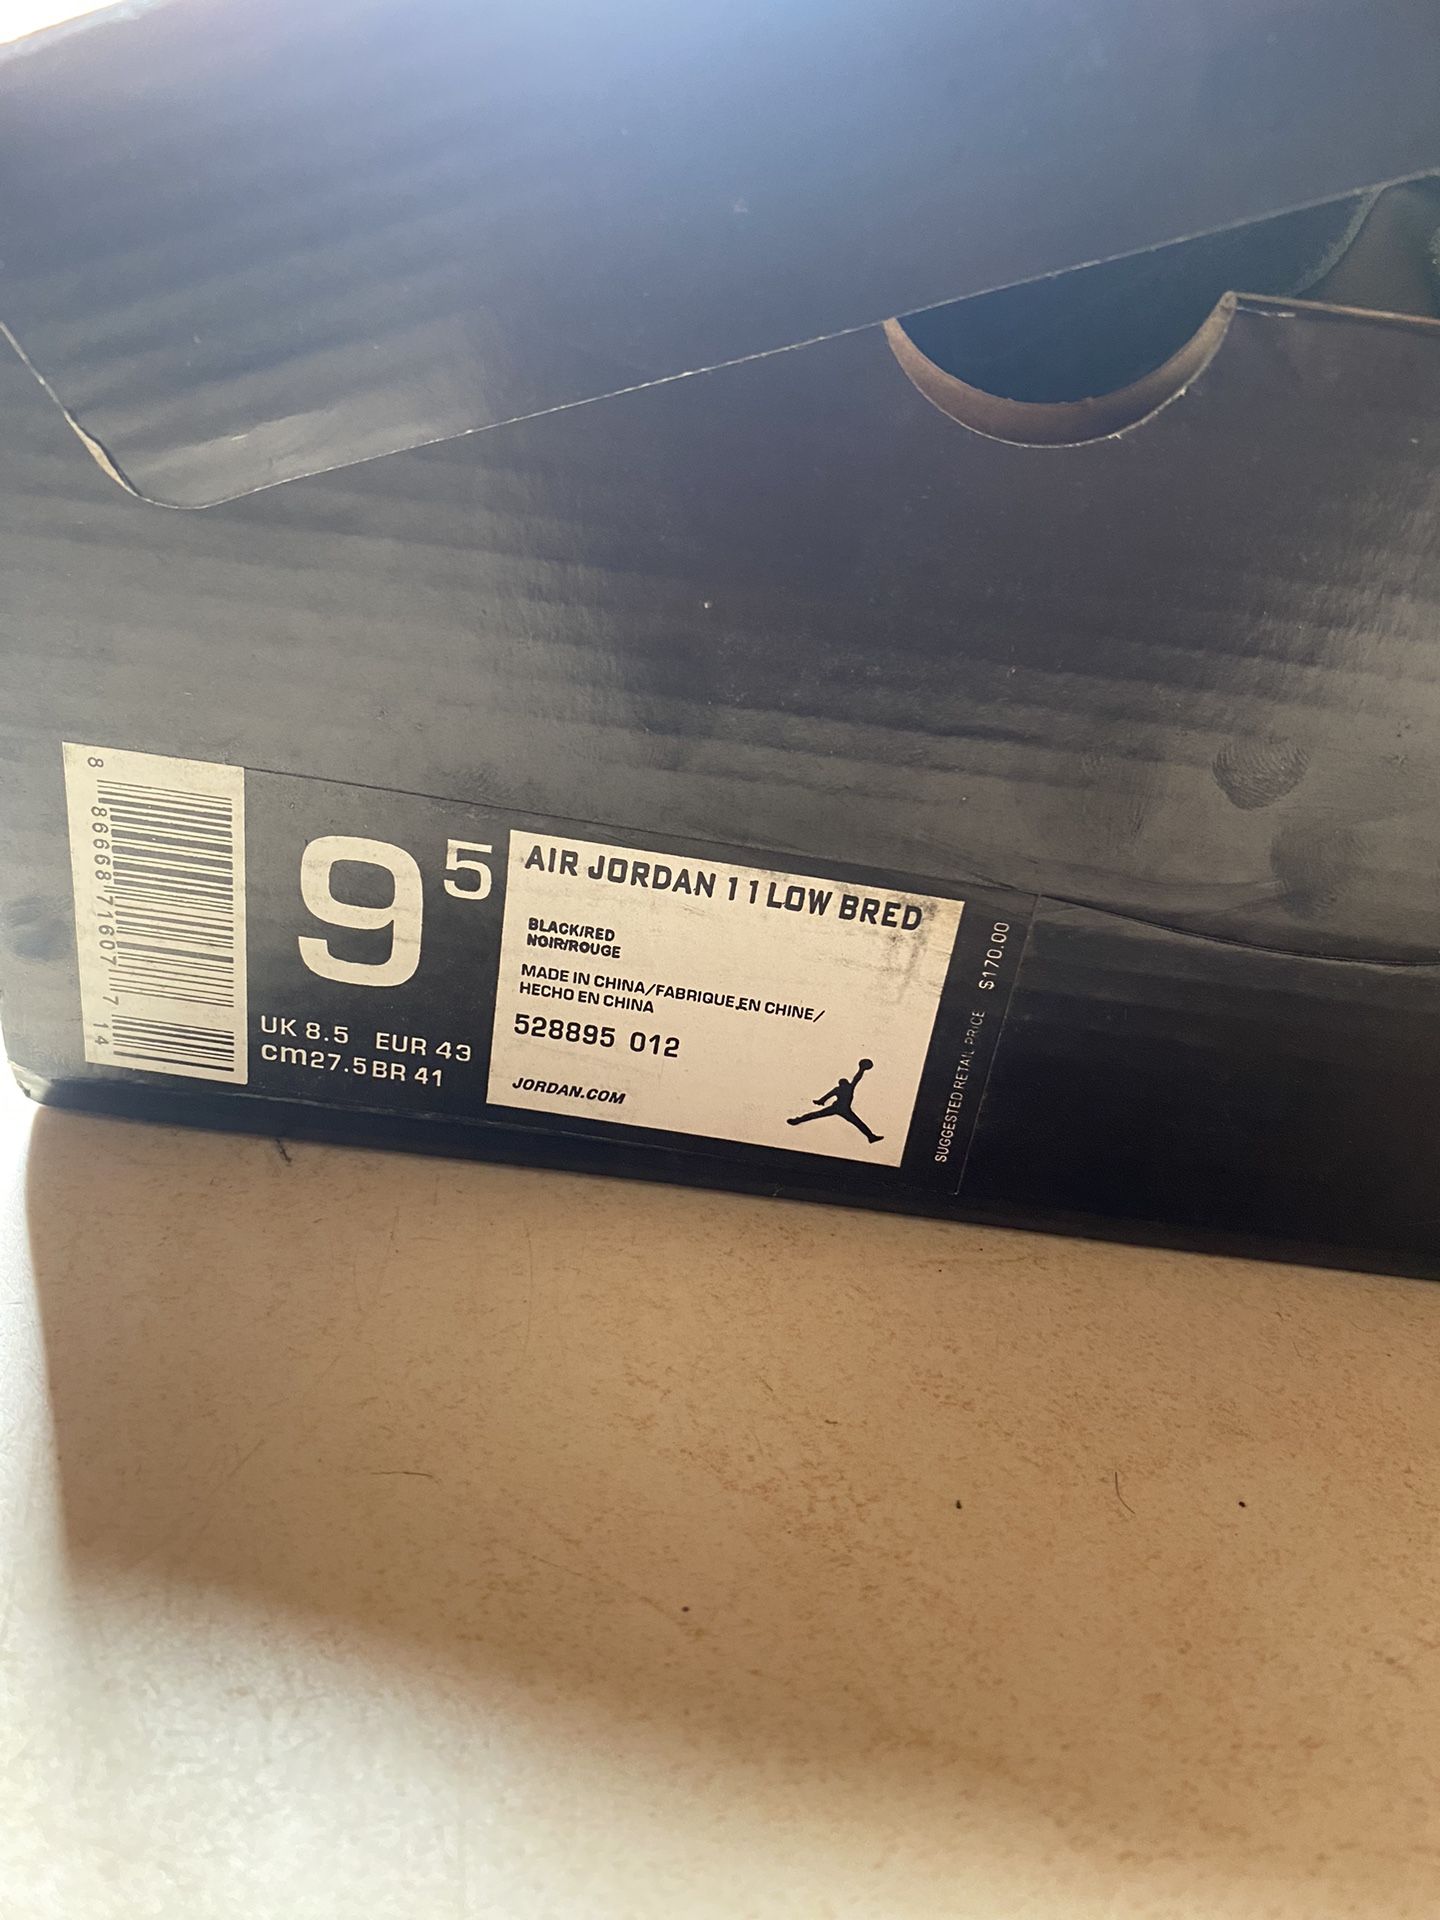 8 86668 71607 7 14
9 5
UK 8.5 EUR 43
cm27.5 BR 41
AIR JORDAN 11 LOW BRED
BLACK/RED
NOIR/ROUGE
MADE IN CHINA/FABRIQUE EN CHINE/
HECHO EN CHINA
528895 012
JORDAN.COM
SUGGESTED RETAIL PRICE $170.00